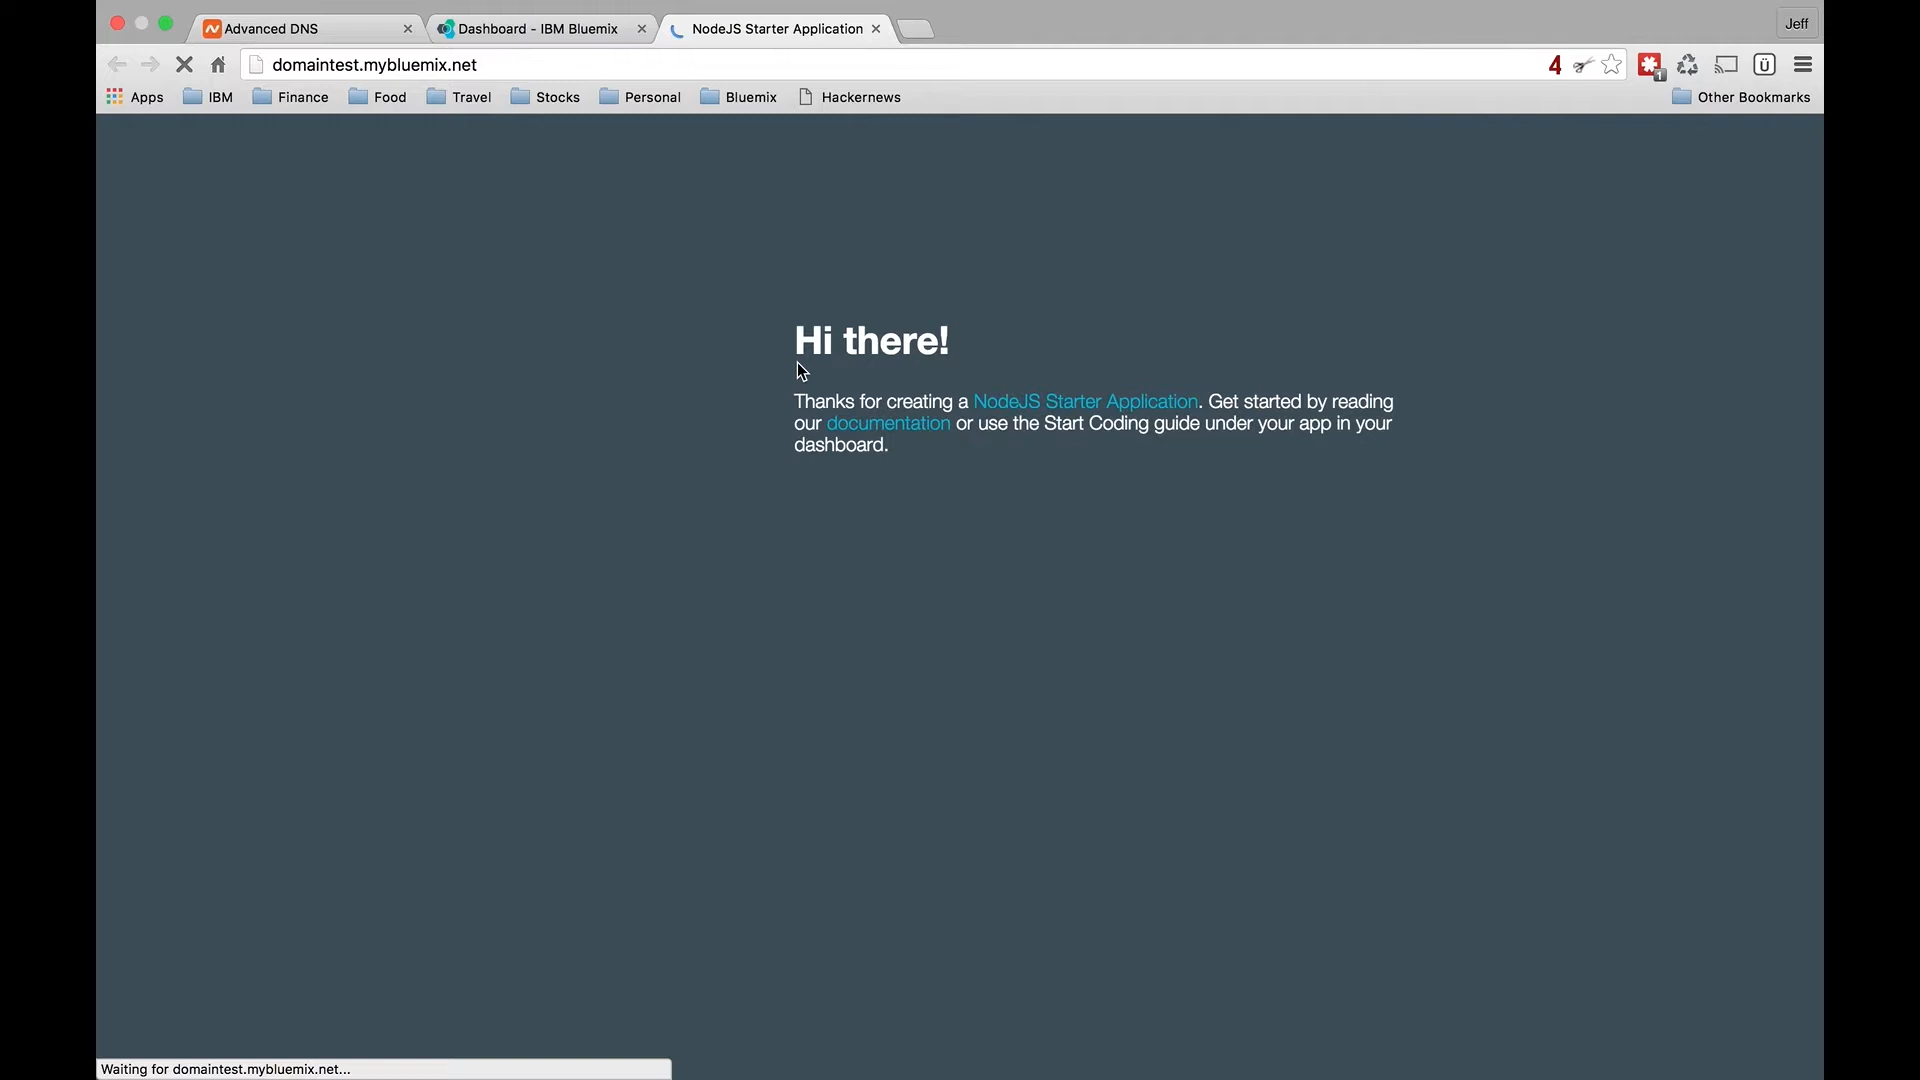 Advanced DNS
Dashboard - IBM Bluemix
NodeJS Starter Application
Jeff
domaintest.mybluemix.net
4
1
Ü
Apps
IBM
Finance
Food
Travel
Stocks
Personal
Bluemix
Hackernews
Other Bookmarks
Hi there!
Thanks for creating a NodeJS Starter Application. Get started by reading
our documentation or use the Start Coding guide under your app in your
dashboard.
Waiting for domaintest.mybluemix.net...